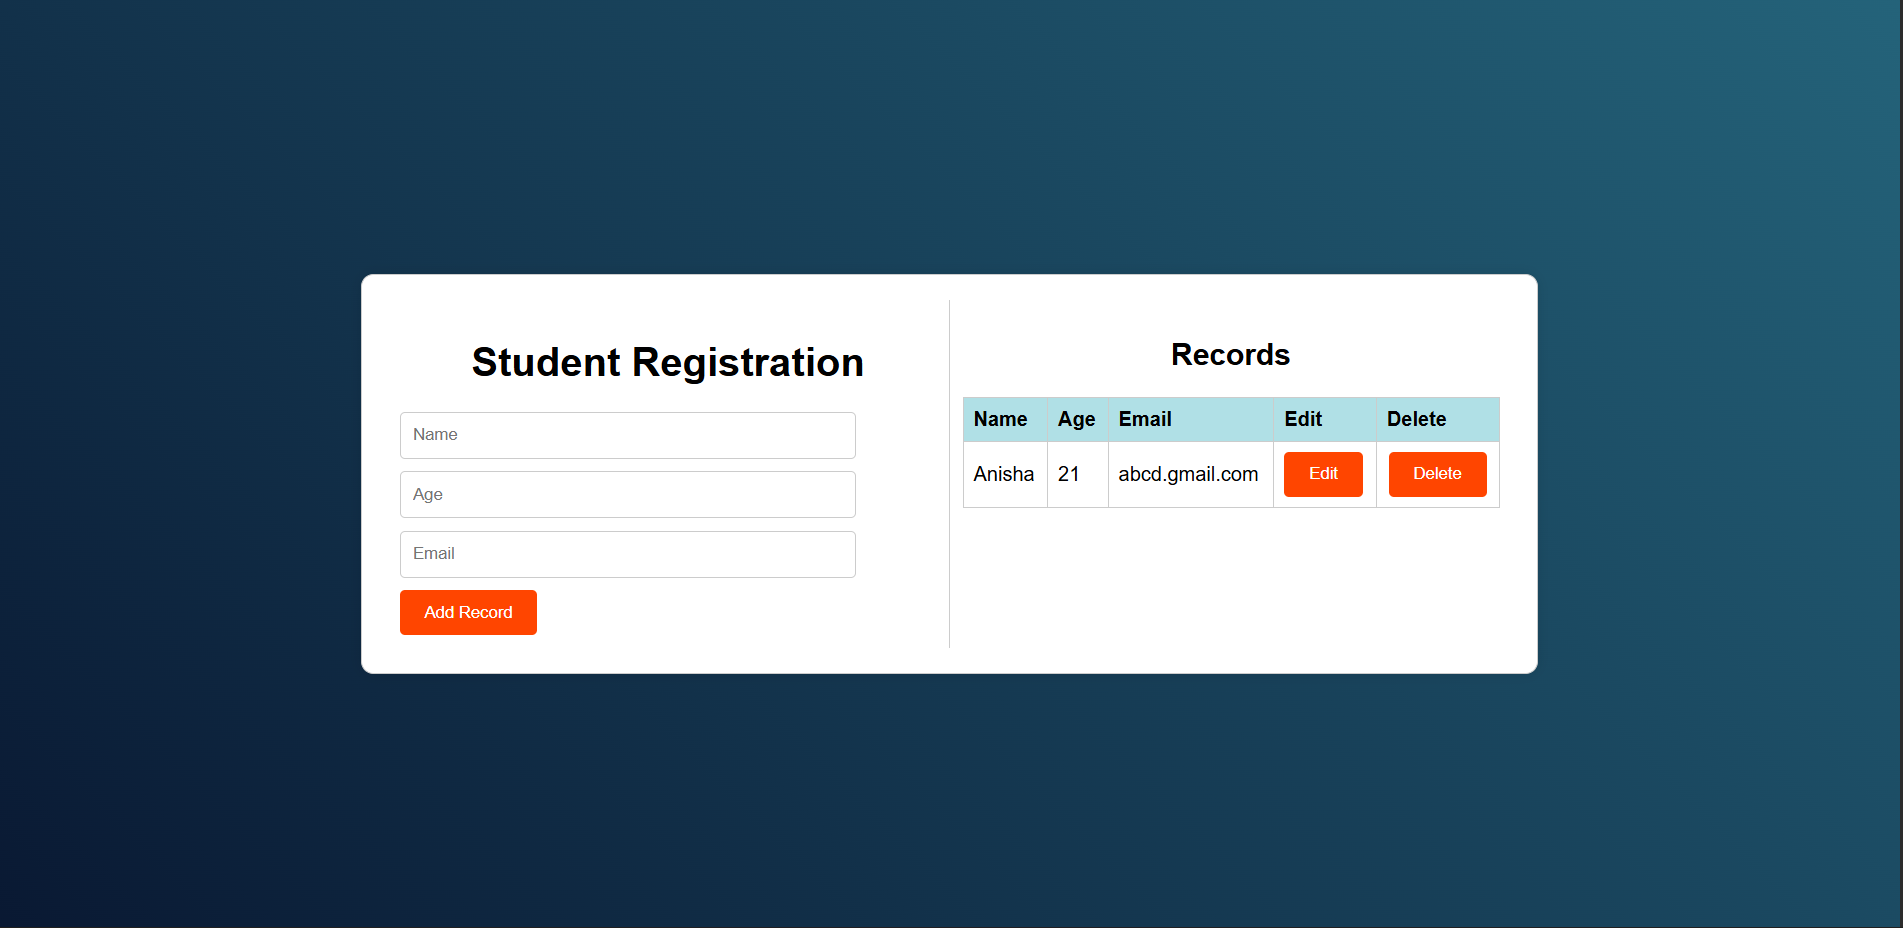 Student Registration
Name
Age
Email
Add Record
Records
Name Age Email Edit Delete
Anisha 21 abcd.gmail.com Edit Delete